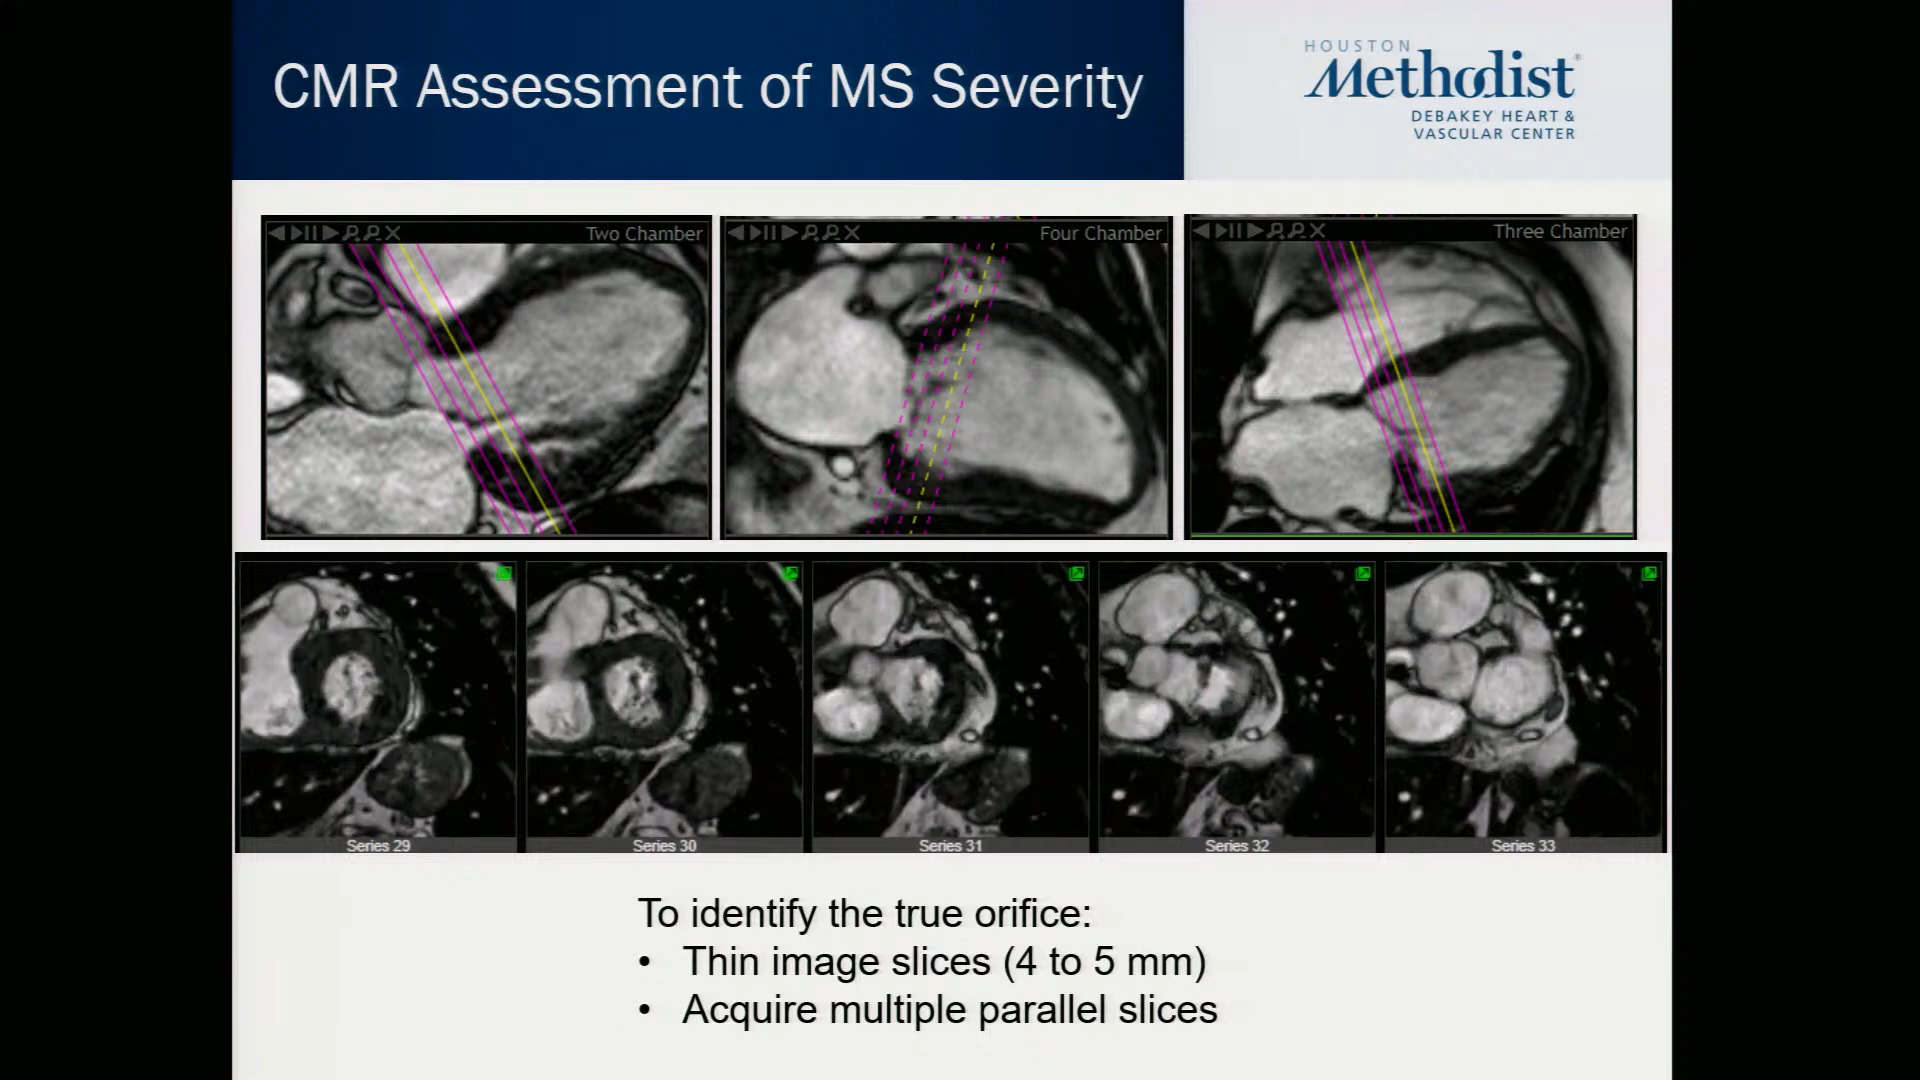 CMR Assessment of MS Severity
HOUSTON
Methodist®
DEBAKEY HEART &
VASCULAR CENTER
Two Chamber
Four Chamber
Three Chamber
Series 29
Series 30
Series 31
Series 32
Series 33
To identify the true orifice:
• Thin image slices (4 to 5 mm)
• Acquire multiple parallel slices